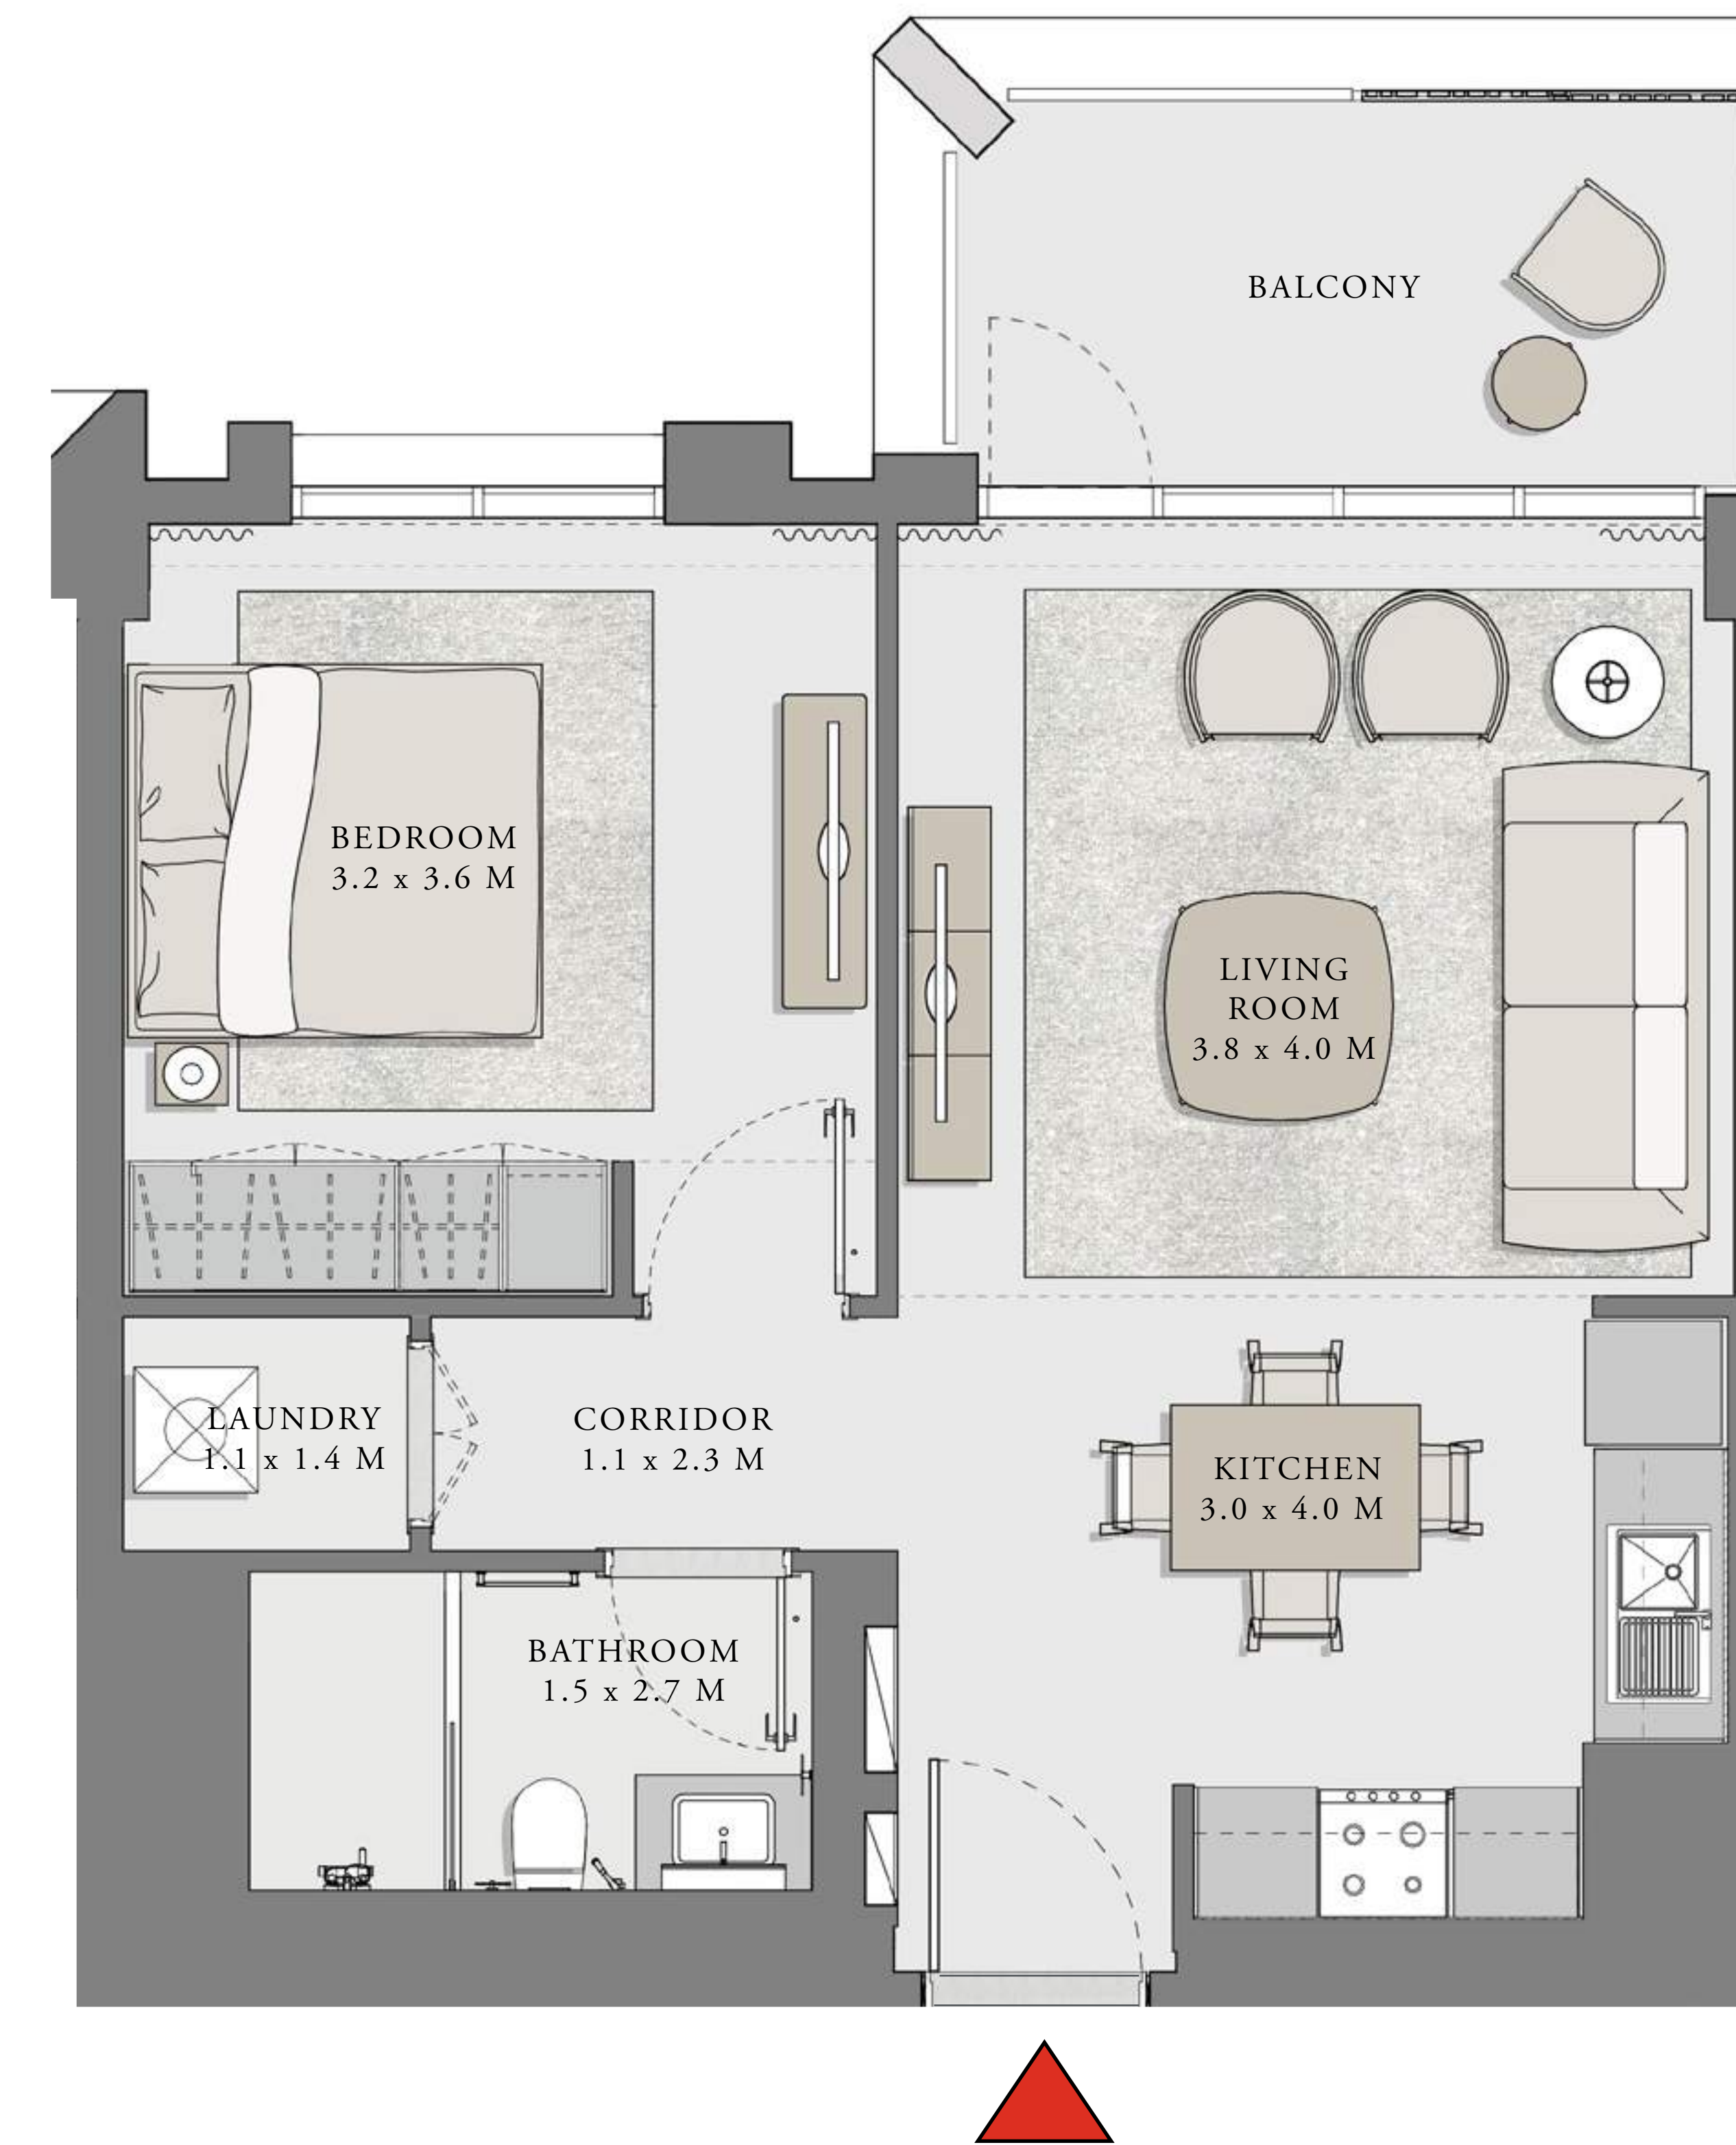 BALCONY
BEDROOM
3.2 x 3.6 M
LIVING
ROOM
3.8 x 4.0 M
LAUNDRY
1.1 x 1.4 M
CORRIDOR
1.1 x 2.3 M
KITCHEN
3.0 x 4.0 M
BATHROOM
1.5 x 2.7 M